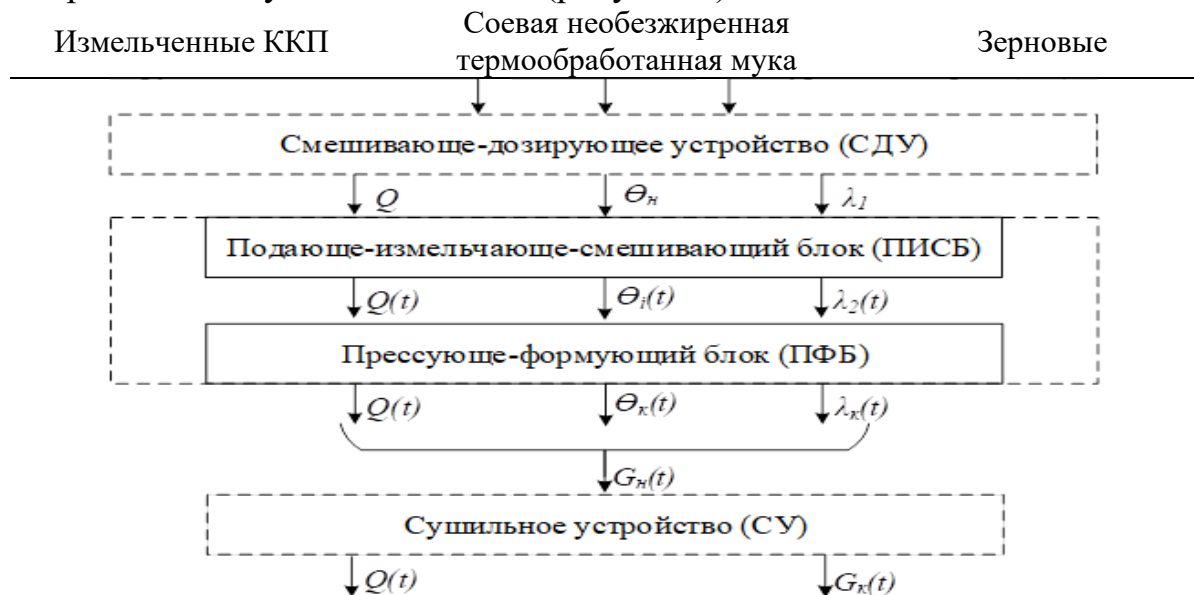 Измельченные ККП
Соевая необезжиренная
термообработанная мука
Зерновые
Смешивающе-дозирующее устройство (СДУ)
Q
Θн
λ1
Подающе-измельчающе-смешивающий блок (ПИСБ)
Q(t)
Θi(t)
λ2(t)
Прессующе-формующий блок (ПФБ)
Q(t)
Θк(t)
λк(t)
Gн(t)
Сушильное устройство (СУ)
Q(t)
Gк(t)